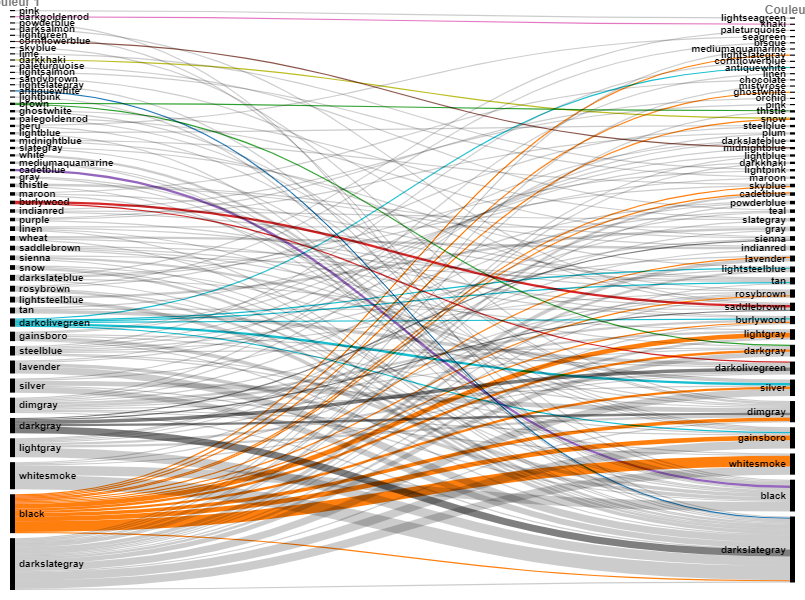 Couleur 1
pink
darkgoldenrod
powderblue
darksalmon
lightgreen
cornflowerblue
skyblue
lime
darkkhaki
paleturquoise
lightsalmon
sandybrown
lightslategray
antiquewhite
lightpink
brown
ghostwhite
palegoldenrod
peru
lightblue
midnightblue
slategray
white
mediumaquamarine
cadetblue
gray
thistle
maroon
burlywood
indianred
purple
linen
wheat
saddlebrown
sienna
snow
darkslateblue
rosybrown
lightsteelblue
tan
darkolivegreen
gainsboro
steelblue
lavender
silver
dimgray
darkgray
lightgray
whitesmoke
black
darkslategray
Couleu
lightseagreen
khaki
paleturquoise
seagreen
bisque
mediumaquamarine
lightslategray
cornflowerblue
antiquewhite
linen
chocolate
mistyrose
ghostwhite
orchid
pink
thistle
snow
steelblue
plum
darkslateblue
midnightblue
lightblue
darkkhaki
lightpink
maroon
skyblue
cadetblue
powderblue
teal
slategray
gray
sienna
indianred
lavender
lightsteelblue
tan
rosybrown
saddlebrown
burlywood
lightgray
darkgray
darkolivegreen
silver
dimgray
gainsboro
whitesmoke
black
darkslategray